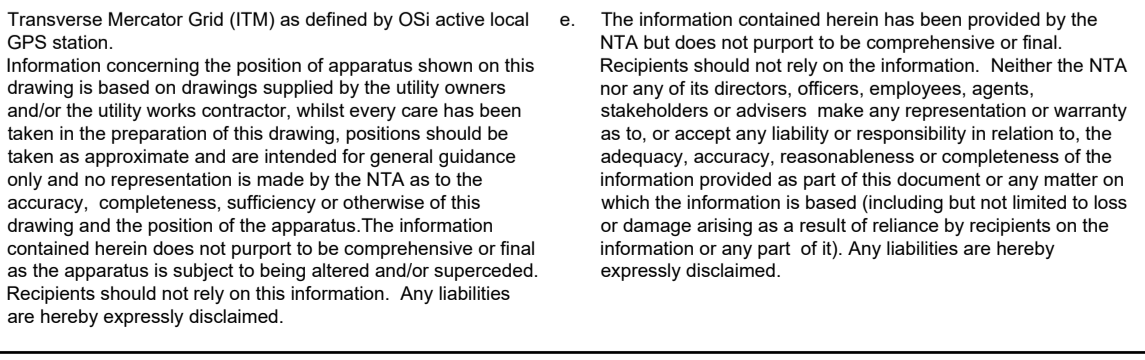 Transverse Mercator Grid (ITM) as defined by OSi active local
GPS station.
Information concerning the position of apparatus shown on this
drawing is based on drawings supplied by the utility owners
and/or the utility works contractor, whilst every care has been
taken in the preparation of this drawing, positions should be
taken as approximate and are intended for general guidance
only and no representation is made by the NTA as to the
accuracy,  completeness, sufficiency or otherwise of this
drawing and the position of the apparatus.The information
contained herein does not purport to be comprehensive or final
as the apparatus is subject to being altered and/or superceded.
Recipients should not rely on this information.  Any liabilities
are hereby expressly disclaimed.
e. The information contained herein has been provided by the
NTA but does not purport to be comprehensive or final.
Recipients should not rely on the information.  Neither the NTA
nor any of its directors, officers, employees, agents,
stakeholders or advisers  make any representation or warranty
as to, or accept any liability or responsibility in relation to, the
adequacy, accuracy, reasonableness or completeness of the
information provided as part of this document or any matter on
which the information is based (including but not limited to loss
or damage arising as a result of reliance by recipients on the
information or any part  of it). Any liabilities are hereby
expressly disclaimed.